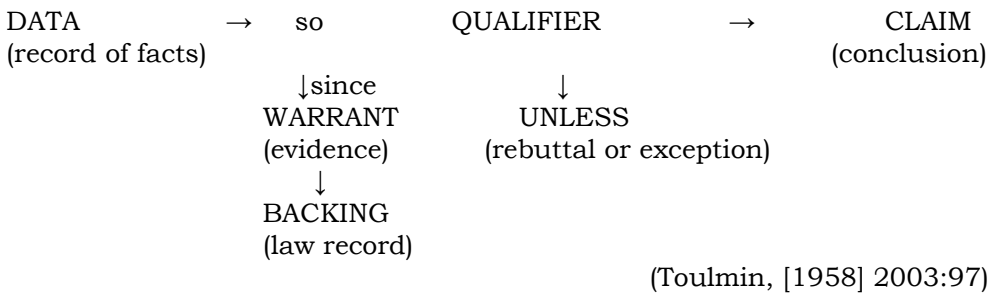 DATA → so QUALIFIER → CLAIM
(record of facts) (conclusion)
↓since ↓
WARRANT UNLESS
(evidence) (rebuttal or exception)
↓
BACKING
(law record)
(Toulmin, [1958] 2003:97)